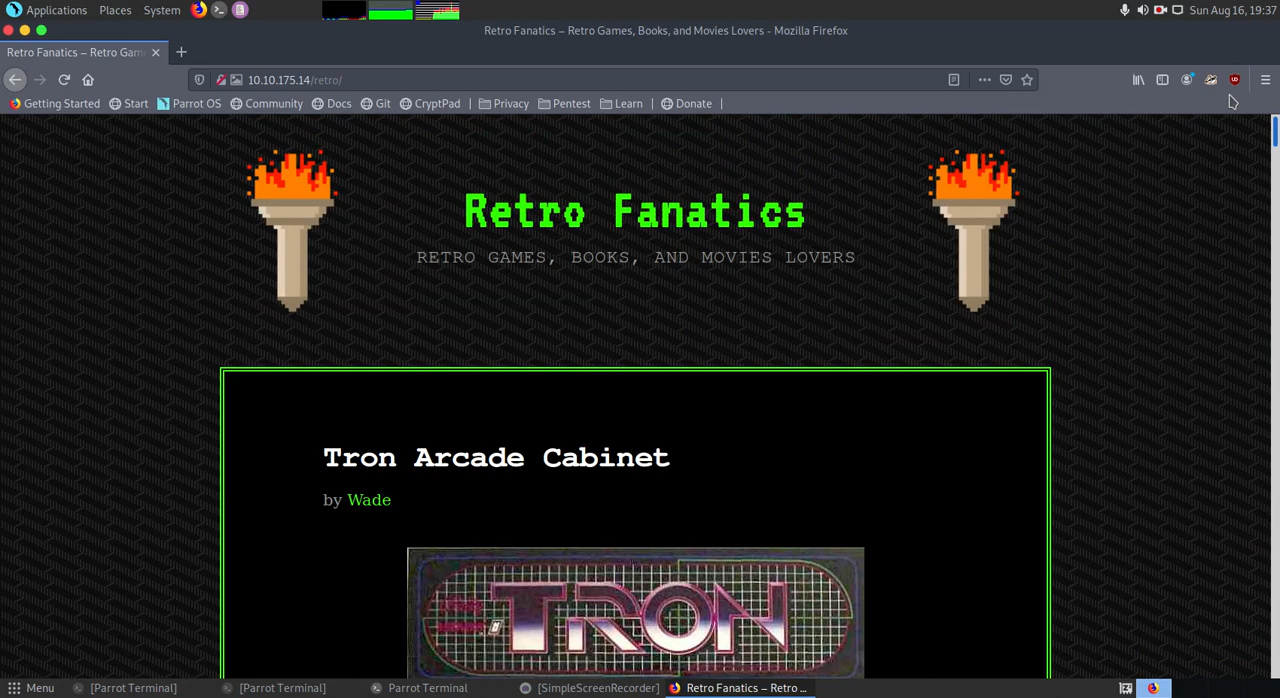 Applications Places System Sun Aug 16, 19:37
Retro Fanatics – Retro Games, Books, and Movies Lovers - Mozilla Firefox
Retro Fanatics – Retro Gam
10.10.175.14/retro/
Getting Started Start Parrot OS Community Docs Git CryptPad Privacy Pentest Learn Donate
Retro Fanatics
RETRO GAMES, BOOKS, AND MOVIES LOVERS
Tron Arcade Cabinet
by Wade
TRON
Menu [Parrot Terminal] [Parrot Terminal] Parrot Terminal [SimpleScreenRecorder] Retro Fanatics – Retro ...